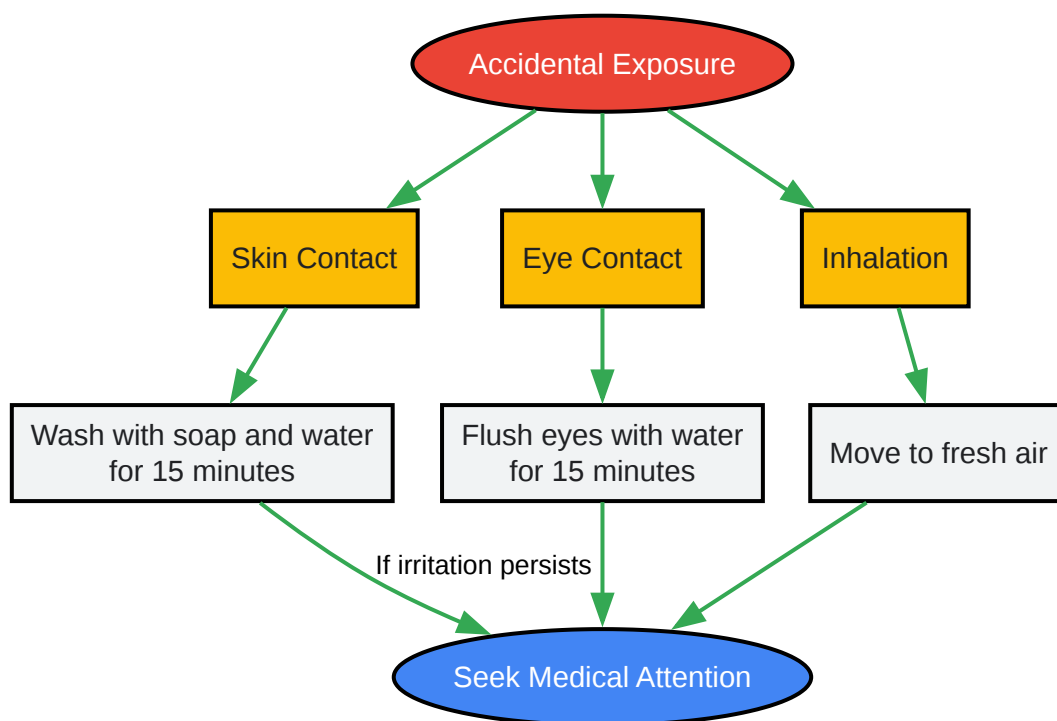 Accidental Exposure
Skin Contact
Eye Contact
Inhalation
Wash with soap and water
for 15 minutes
Flush eyes with water
for 15 minutes
Move to fresh air
If irritation persists
Seek Medical Attention